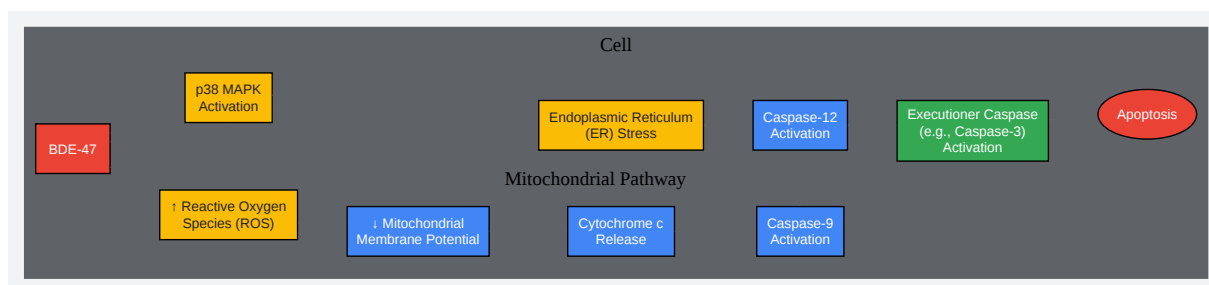 Cell
p38 MAPK
Activation
BDE-47
Endoplasmic Reticulum
(ER) Stress
Caspase-12
Activation
Executioner Caspase
(e.g., Caspase-3)
Activation
Apoptosis
Mitochondrial Pathway
↑ Reactive Oxygen
Species (ROS)
↓ Mitochondrial
Membrane Potential
Cytochrome c
Release
Caspase-9
Activation